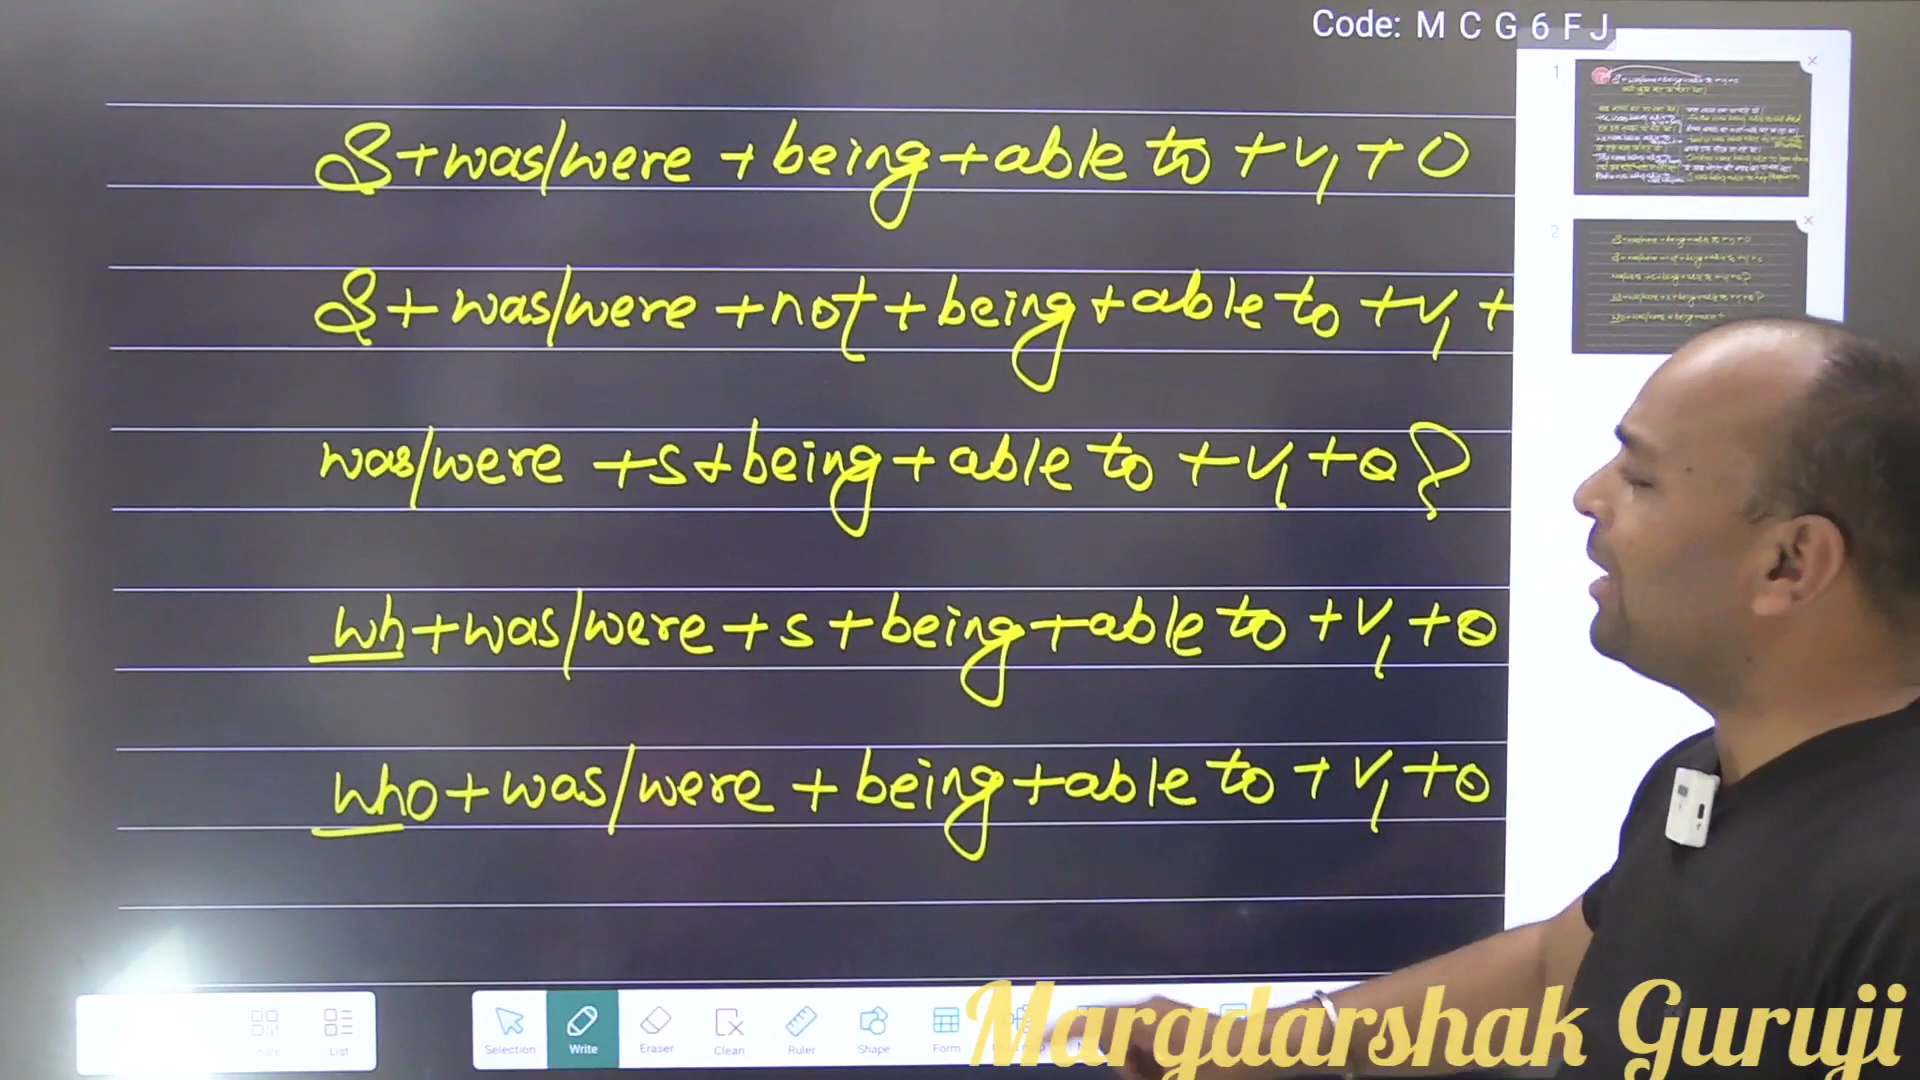 Code: M C G 6 F J
S+was/were +being+able to +V1+O
S+was/were +not+being+able to +V1+
was/were +s+being+able to +V1+O?
wh+was/were +s+being+able to +V1+O
who+was/were +being+able to +V1+O
1
2
Selection Write Eraser Clean Ruler Shape Form
List
Margdarshak Guruji